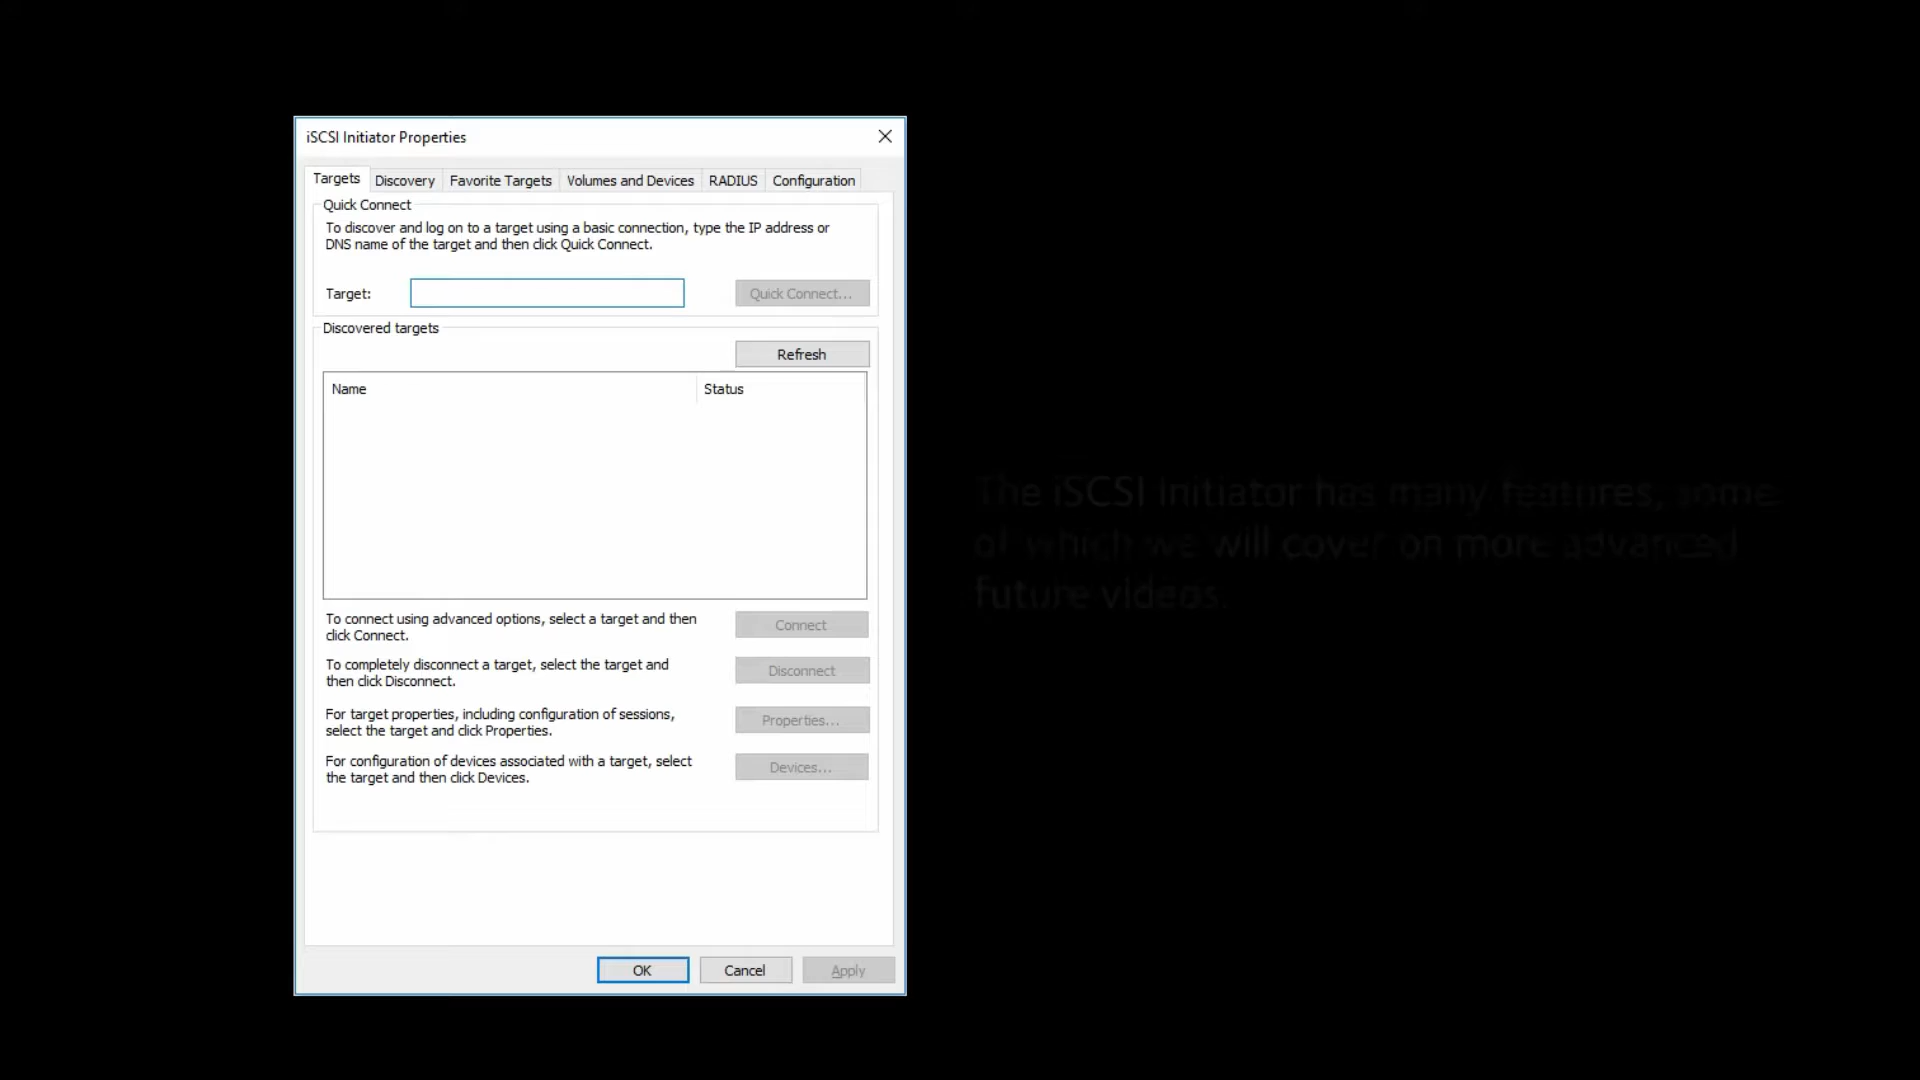 iSCSI Initiator Properties
Targets Discovery Favorite Targets Volumes and Devices RADIUS Configuration
Quick Connect
To discover and log on to a target using a basic connection, type the IP address or
DNS name of the target and then click Quick Connect.
Target: Quick Connect...
Discovered targets
Refresh
Name Status
To connect using advanced options, select a target and then
click Connect.
Connect
To completely disconnect a target, select the target and
then click Disconnect.
Disconnect
For target properties, including configuration of sessions,
select the target and click Properties.
Properties...
For configuration of devices associated with a target, select
the target and then click Devices.
Devices...
OK Cancel Apply
The iSCSI Initiator has many features, some
of which we will cover on more advanced
future videos.